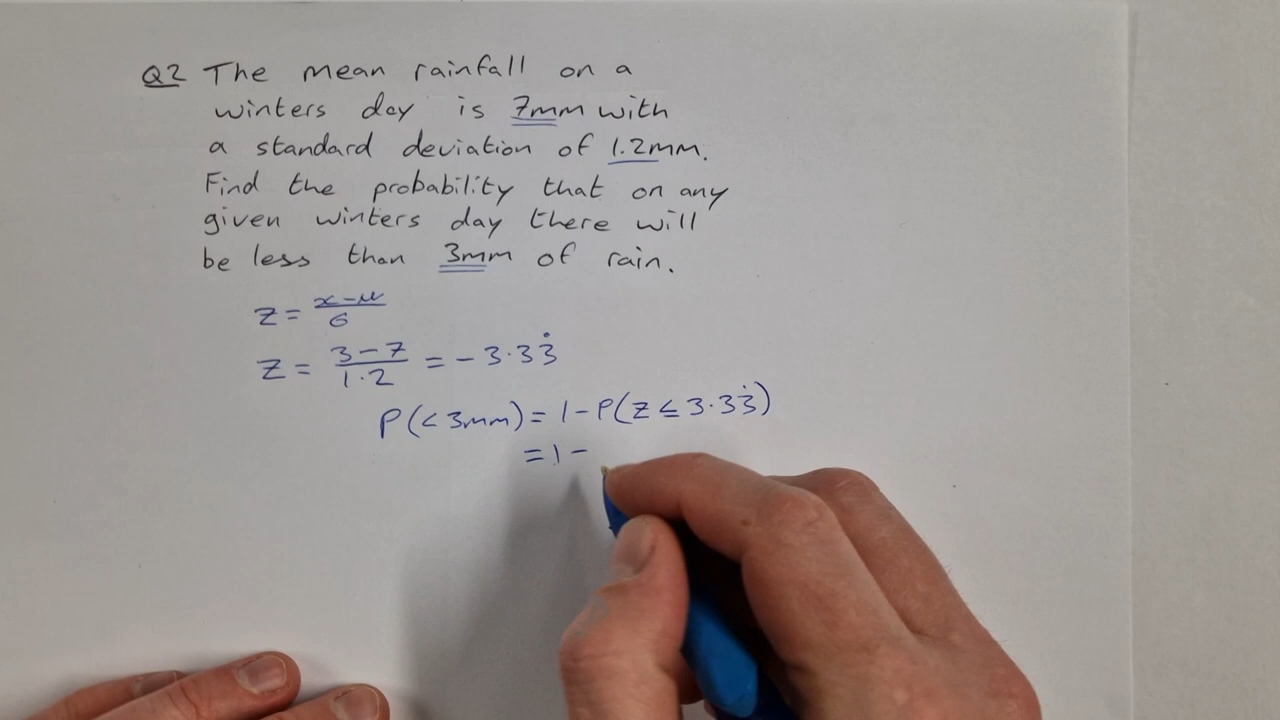 Q2 The mean rainfall on a
winters day is 7mm with
a standard deviation of 1.2mm.
Find the probability that on any
given winters day there will
be less than 3mm of rain.
z = (x-μ)/σ
z = (3-7)/1.2 = -3.33̇
P(<3mm) = 1-P(z≤3.33̇)
=1-